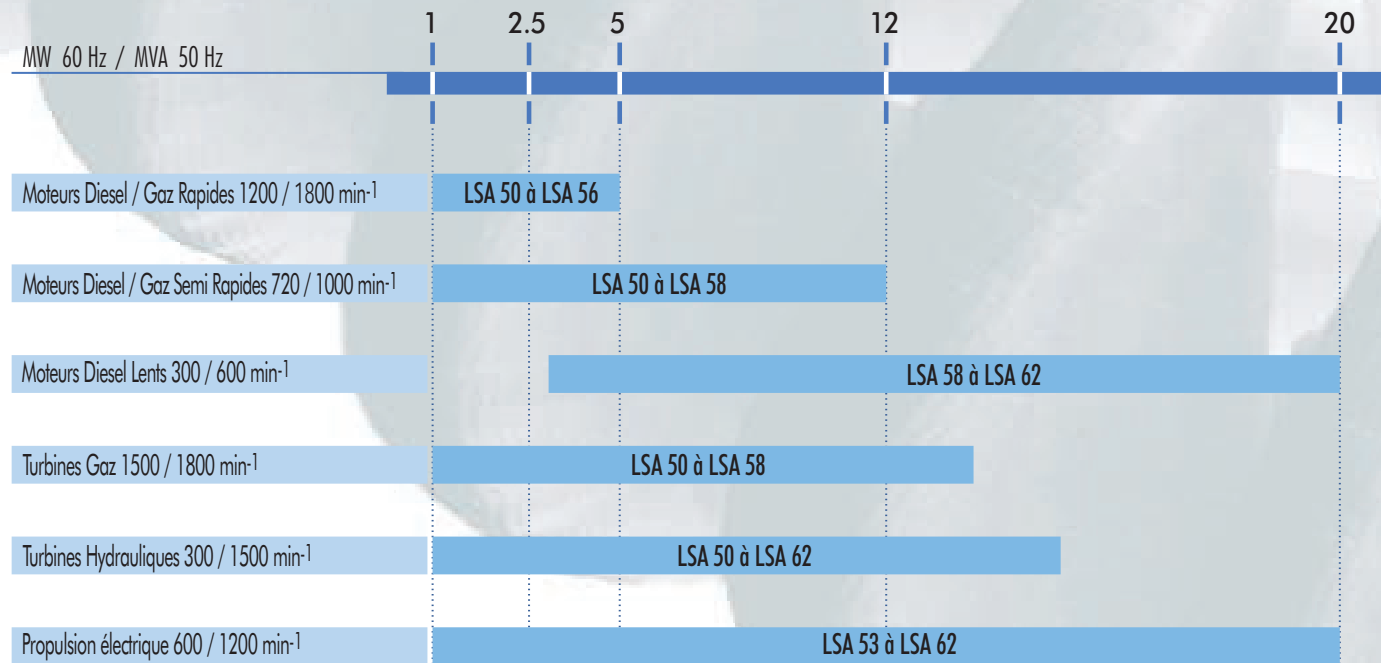 1 2.5 5 12 20
MW 60 Hz / MVA 50 Hz
Moteurs Diesel / Gaz Rapides 1200 / 1800 min-1 LSA 50 à LSA 56
Moteurs Diesel / Gaz Semi Rapides 720 / 1000 min-1 LSA 50 à LSA 58
Moteurs Diesel Lents 300 / 600 min-1 LSA 58 à LSA 62
Turbines Gaz 1500 / 1800 min-1 LSA 50 à LSA 58
Turbines Hydrauliques 300 / 1500 min-1 LSA 50 à LSA 62
Propulsion électrique 600 / 1200 min-1 LSA 53 à LSA 62